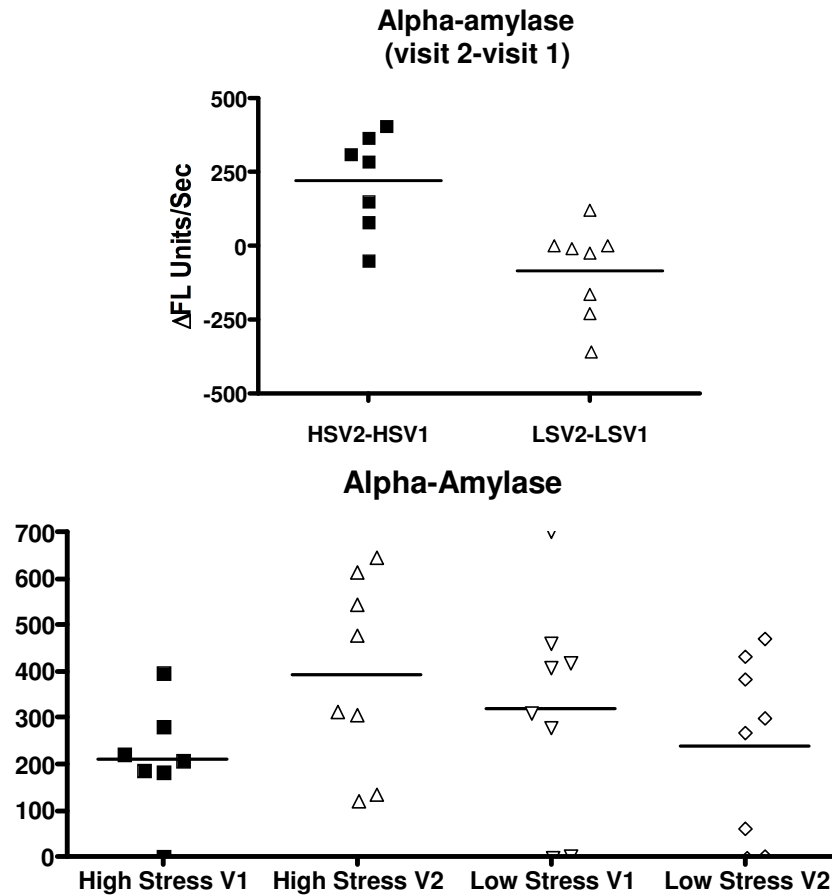 Alpha-amylase
(visit 2-visit 1)
500
250
0
-250
-500
ΔFL Units/Sec
HSV2-HSV1 LSV2-LSV1
Alpha-Amylase
700
600
500
400
300
200
100
0
High Stress V1 High Stress V2 Low Stress V1 Low Stress V2